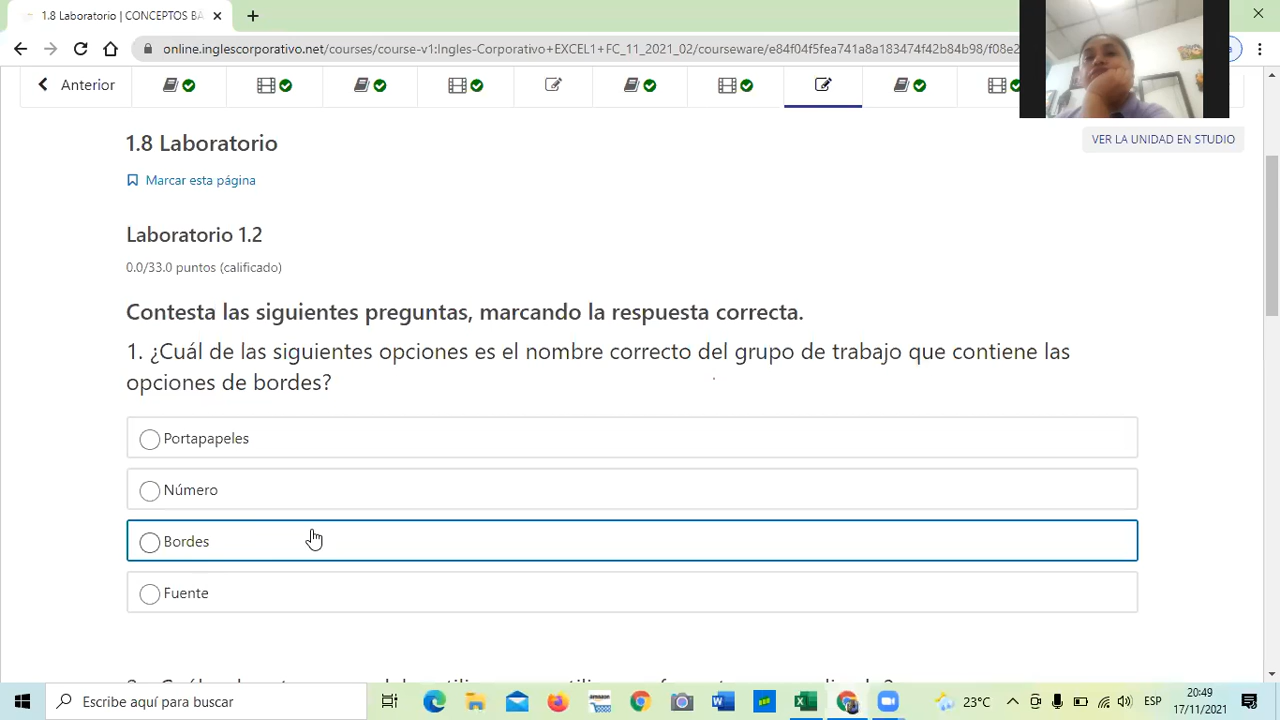 1.8 Laboratorio | CONCEPTOS BÁ
online.inglescorporativo.net/courses/course-v1:Ingles-Corporativo+EXCEL1+FC_11_2021_02/courseware/e84f04f5fea741a8a183474f42b84b98/f08e2
Anterior
VER LA UNIDAD EN STUDIO
1.8 Laboratorio
Marcar esta página
Laboratorio 1.2
0.0/33.0 puntos (calificado)
Contesta las siguientes preguntas, marcando la respuesta correcta.
1. ¿Cuál de las siguientes opciones es el nombre correcto del grupo de trabajo que contiene las
opciones de bordes?
Portapapeles
Número
Bordes
Fuente
Escribe aquí para buscar
amazon
23°C
ESP
20:49
17/11/2021